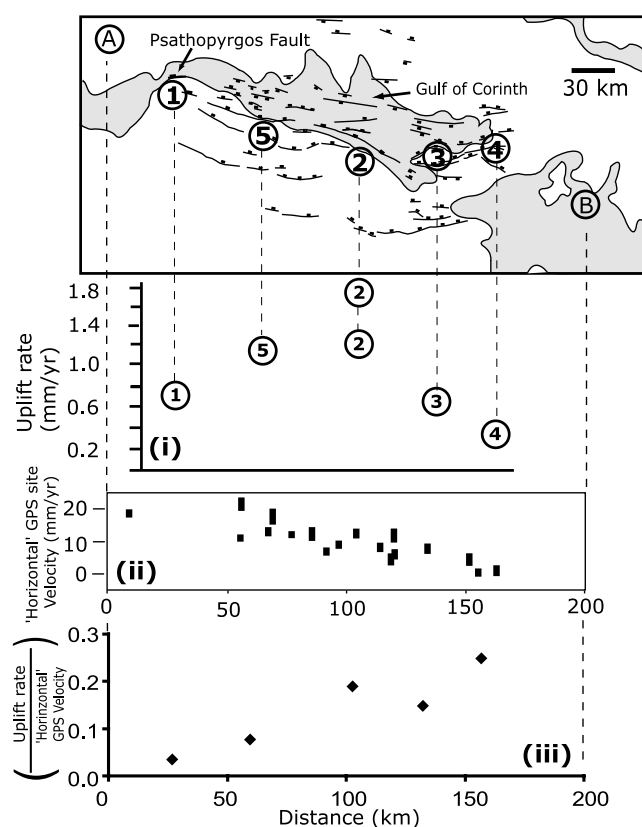 A
Psathopyrgos Fault
Gulf of Corinth
30 km
1
5
2
3
4
B
Uplift rate
(mm/yr)
1.8
1.4
1.0
0.6
0.2
2
2
5
1
3
4
(i)
'Horizontal' GPS site
Velocity (mm/yr)
20
10
0
(ii)
0 50 100 150 200
( Uplift rate
'Horinzontal'
GPS Velocity )
0.3
0.2
0.1
0.0
(iii)
0 50 100 150 200
Distance (km)